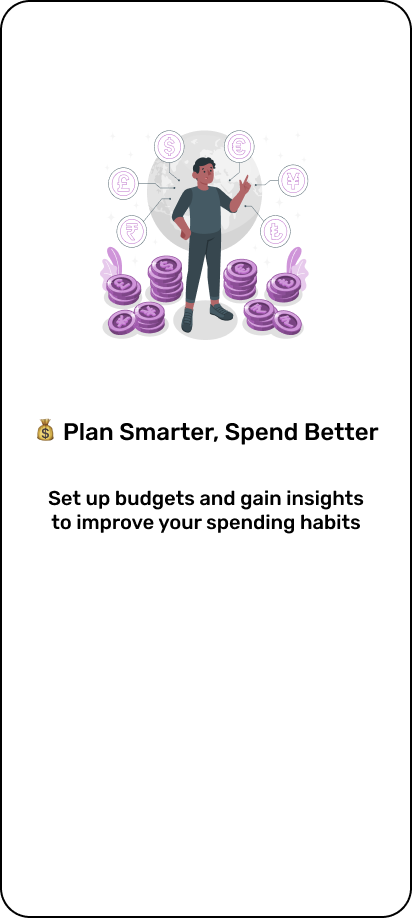 $
€
£
¥
₹
₺
💰 Plan Smarter, Spend Better
Set up budgets and gain insights
to improve your spending habits